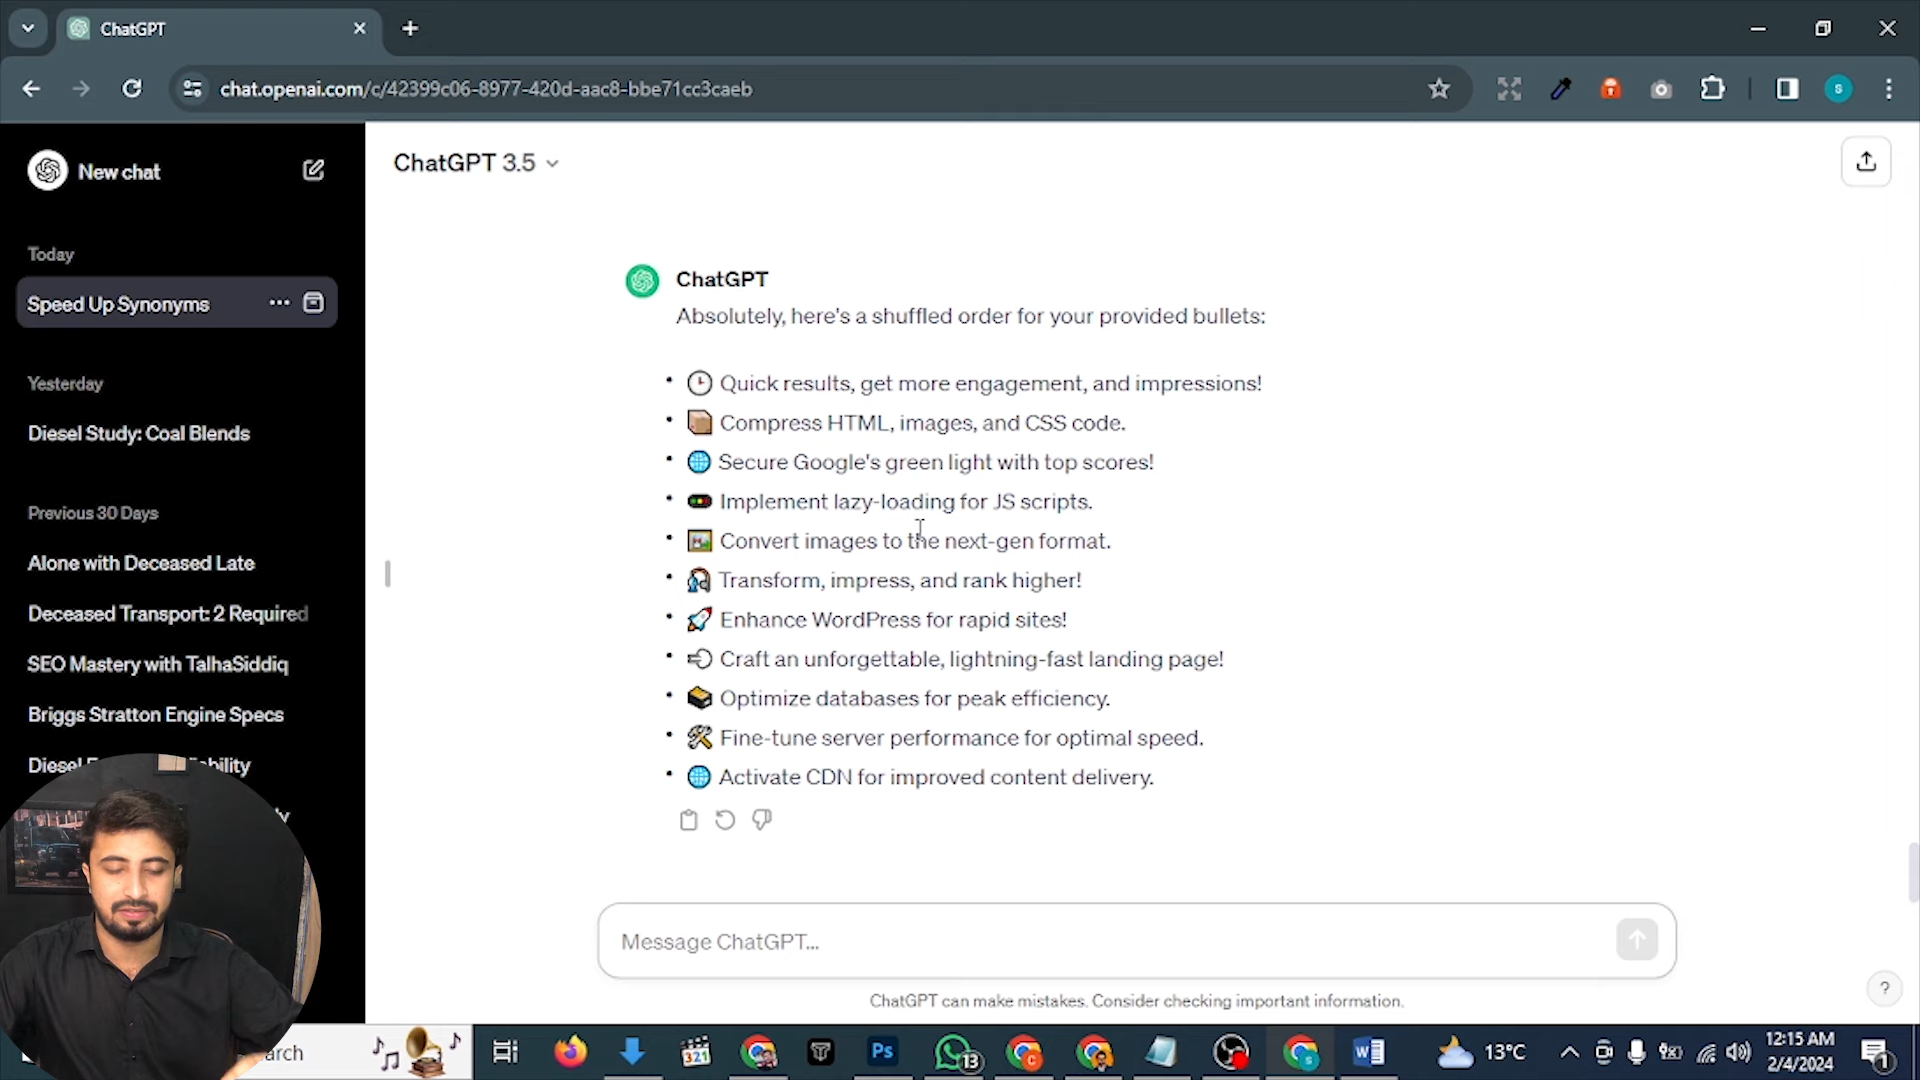 ChatGPT
chat.openai.com/c/42399c06-8977-420d-aac8-bbe71cc3caeb
S
New chat
ChatGPT 3.5
Today
Speed Up Synonyms
Yesterday
Diesel Study: Coal Blends
Previous 30 Days
Alone with Deceased Late
Deceased Transport: 2 Required
SEO Mastery with TalhaSiddiq
Briggs Stratton Engine Specs
ChatGPT
Absolutely, here's a shuffled order for your provided bullets:
• Quick results, get more engagement, and impressions!
• Compress HTML, images, and CSS code.
• Secure Google's green light with top scores!
• Implement lazy-loading for JS scripts.
• Convert images to the next-gen format.
• Transform, impress, and rank higher!
• Enhance WordPress for rapid sites!
• Craft an unforgettable, lightning-fast landing page!
• Optimize databases for peak efficiency.
• Fine-tune server performance for optimal speed.
• Activate CDN for improved content delivery.
Message ChatGPT...
ChatGPT can make mistakes. Consider checking important information.
?
321
Ps
13
13°C
12:15 AM
2/4/2024
1